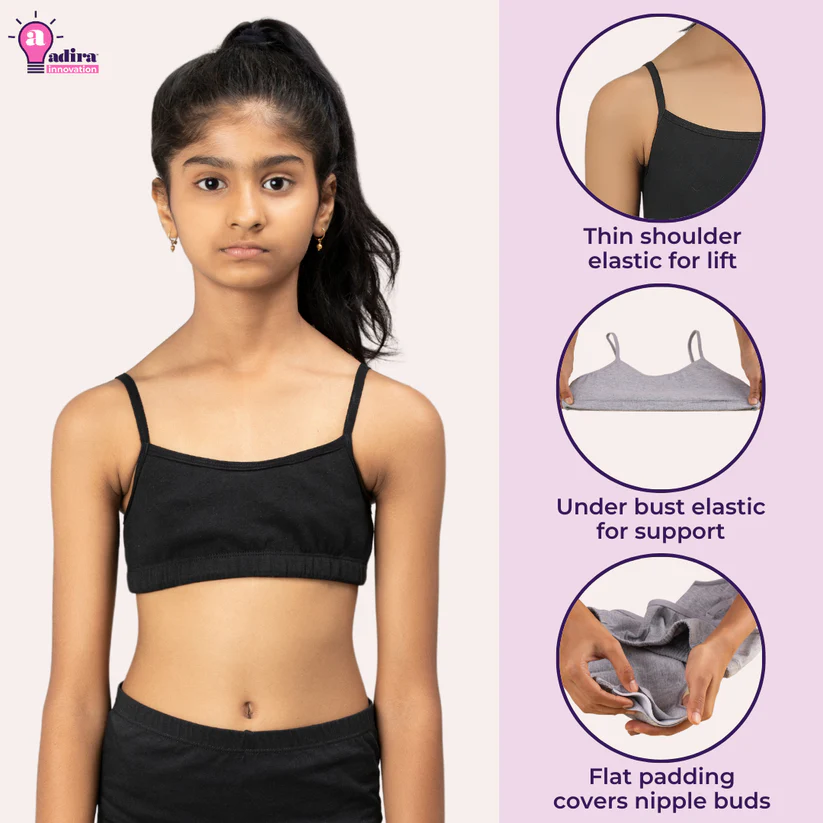 a
adira
innovation
Thin shoulder
elastic for lift
Under bust elastic
for support
Flat padding
covers nipple buds